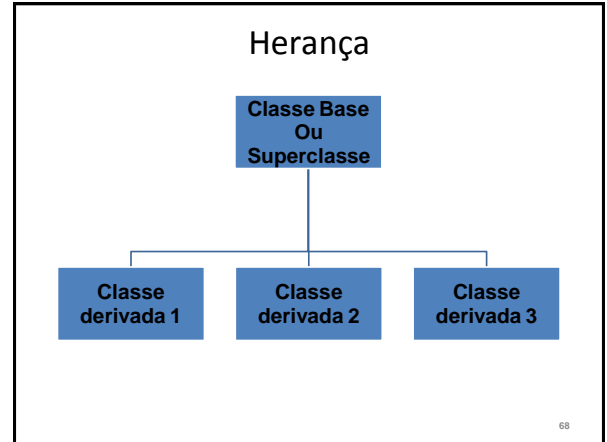 Herança
Classe Base
Ou
Superclasse
Classe
derivada 1
Classe
derivada 2
Classe
derivada 3
68